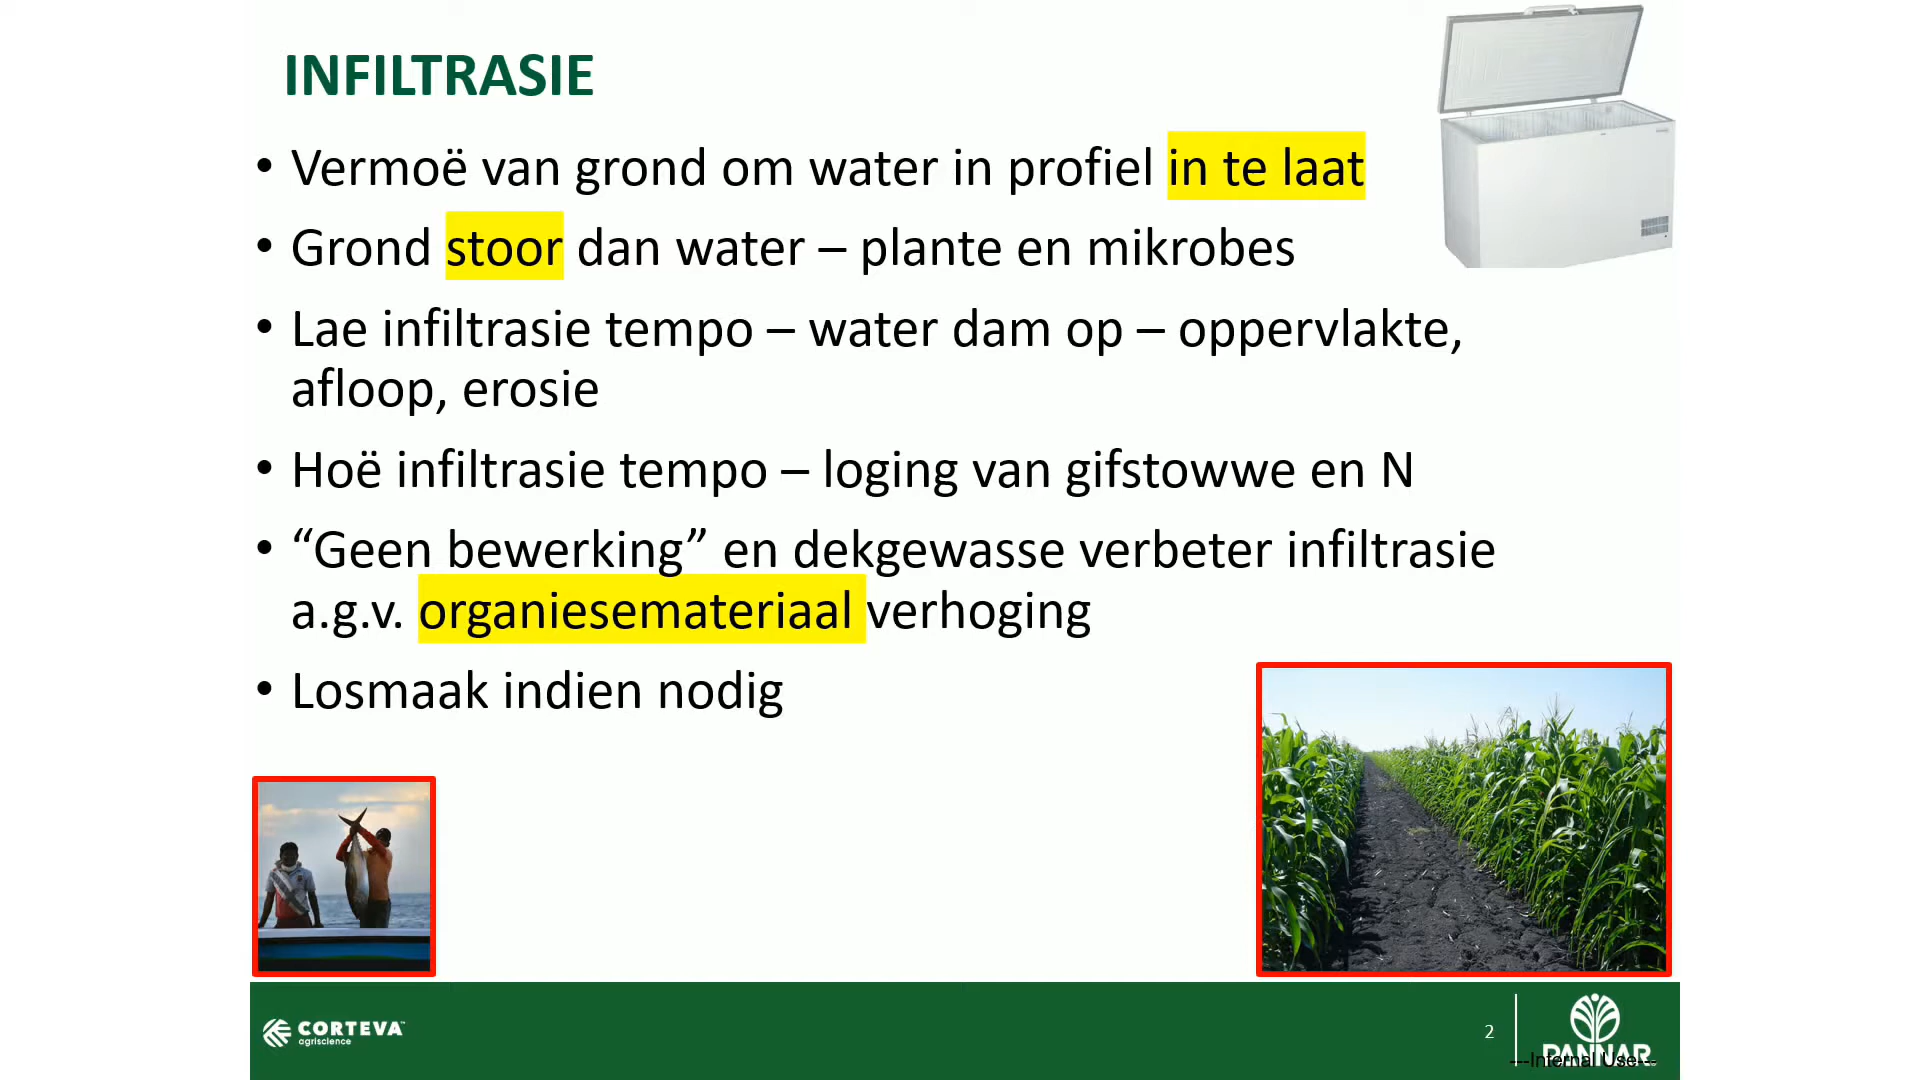 INFILTRASIE
• Vermoë van grond om water in profiel in te laat
• Grond stoor dan water – plante en mikrobes
• Lae infiltrasie tempo – water dam op – oppervlakte,
afloop, erosie
• Hoë infiltrasie tempo – loging van gifstowwe en N
• “Geen bewerking” en dekgewasse verbeter infiltrasie
a.g.v. organiesemateriaal verhoging
• Losmaak indien nodig
CORTEVA™
agriscience
2
PANNAR
---Internal Use---